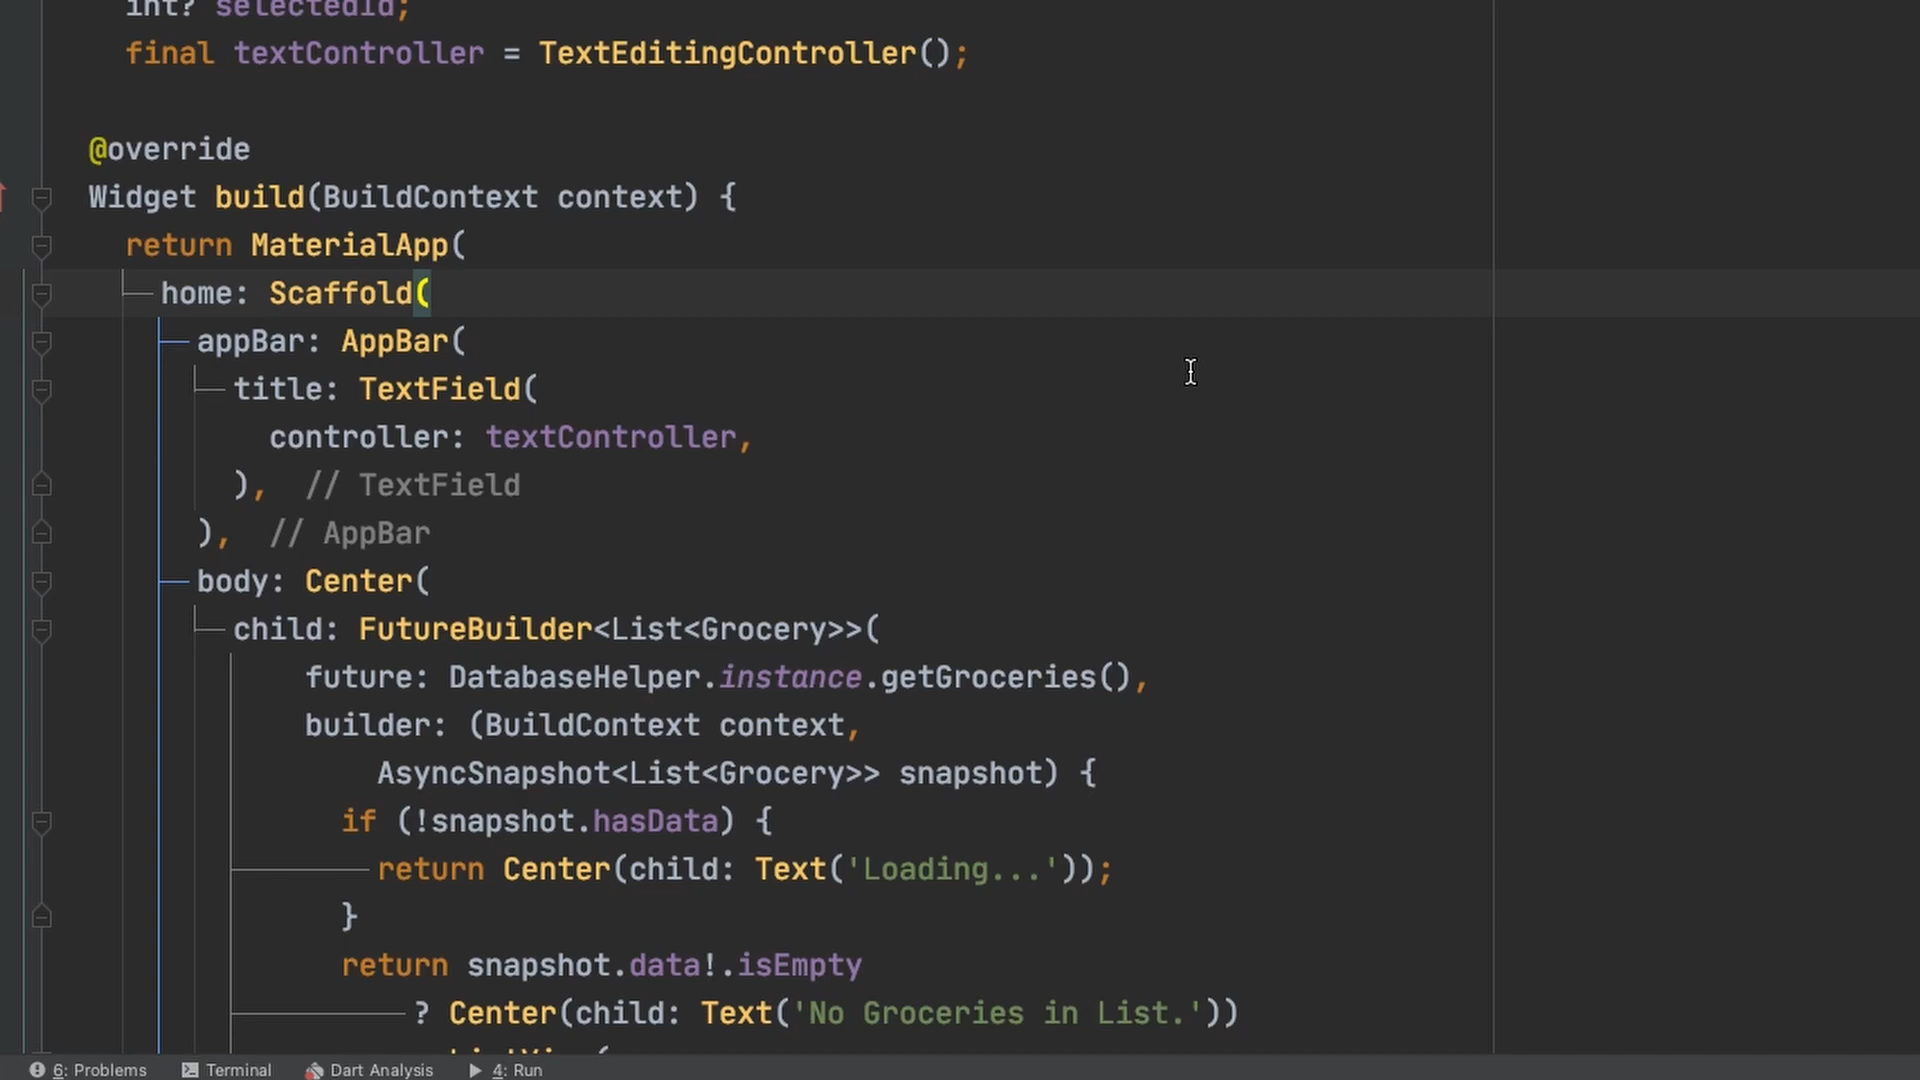 int? selectedId;
final textController = TextEditingController();
@override
Widget build(BuildContext context) {
return MaterialApp(
home: Scaffold(
appBar: AppBar(
title: TextField(
controller: textController,
), // TextField
), // AppBar
body: Center(
child: FutureBuilder<List<Grocery>>(
future: DatabaseHelper.instance.getGroceries(),
builder: (BuildContext context,
AsyncSnapshot<List<Grocery>> snapshot) {
if (!snapshot.hasData) {
return Center(child: Text('Loading...'));
}
return snapshot.data!.isEmpty
? Center(child: Text('No Groceries in List.'))
6: Problems Terminal Dart Analysis 4: Run